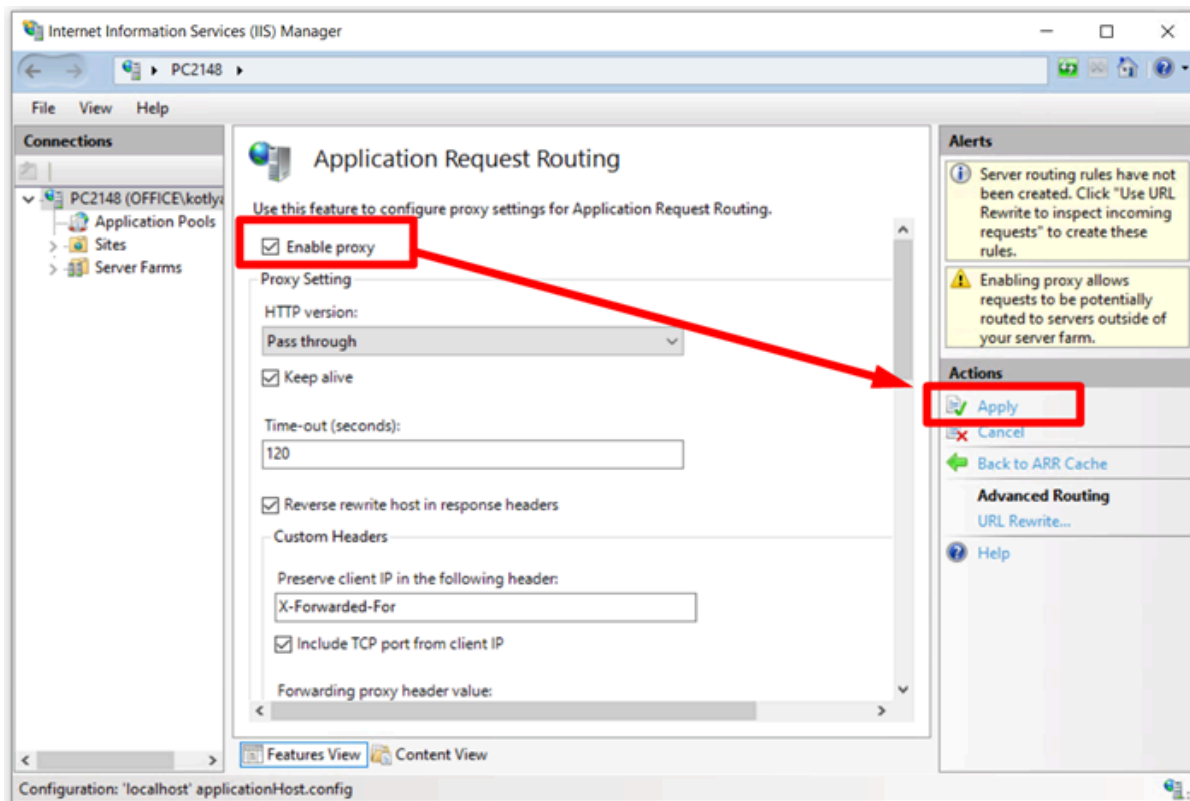 Internet Information Services (IIS) Manager
PC2148
File View Help
Connections
PC2148 (OFFICE\kotlya
Application Pools
Sites
Server Farms
Application Request Routing
Use this feature to configure proxy settings for Application Request Routing.
Enable proxy
Proxy Setting
HTTP version:
Pass through
Keep alive
Time-out (seconds):
120
Reverse rewrite host in response headers
Custom Headers
Preserve client IP in the following header:
X-Forwarded-For
Include TCP port from client IP
Forwarding proxy header value:
Features View Content View
Alerts
Server routing rules have not
been created. Click "Use URL
Rewrite to inspect incoming
requests" to create these
rules.
Enabling proxy allows
requests to be potentially
routed to servers outside of
your server farm.
Actions
Apply
Cancel
Back to ARR Cache
Advanced Routing
URL Rewrite...
Help
Configuration: 'localhost' applicationHost.config